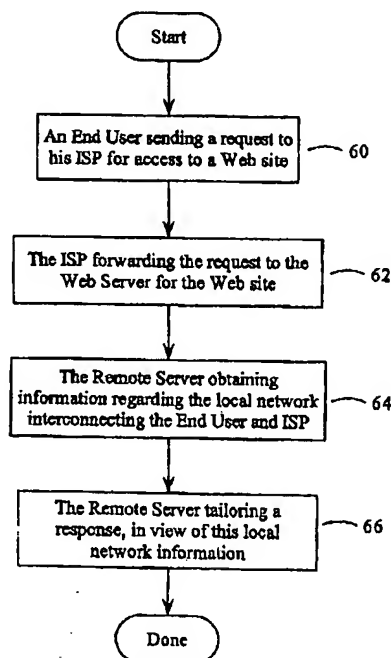 Start
An End User sending a request to
his ISP for access to a Web site
60
The ISP forwarding the request to the
Web Server for the Web site
62
The Remote Server obtaining
information regarding the local network
interconnecting the End User and ISP
64
The Remote Server tailoring a
response, in view of this local
network information
66
Done